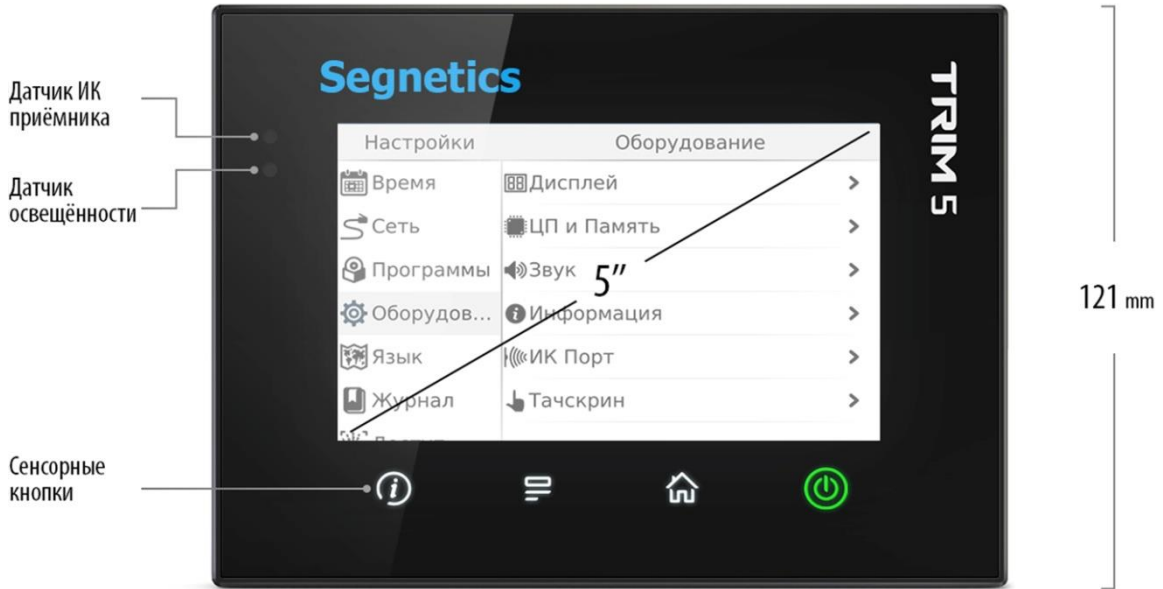 Segnetics
TRIM 5
Датчик ИК
приёмника
Датчик
освещённости
Настройки
Оборудование
Время
Сеть
Программы
Оборудов...
Язык
Журнал
Дисплей
ЦП и Память
Звук
Информация
ИК Порт
Тачскрин
5"
121 mm
Сенсорные
кнопки